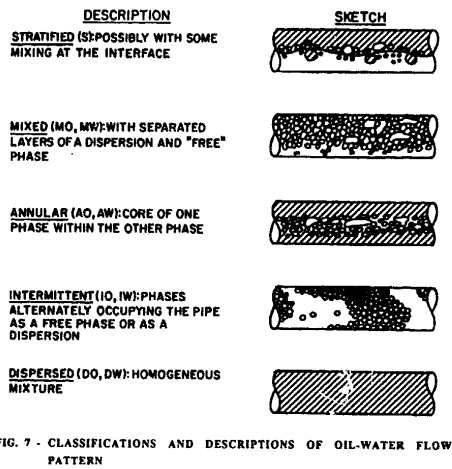 DESCRIPTION SKETCH
STRATIFIED (S):POSSIBLY WITH SOME
MIXING AT THE INTERFACE
MIXED (MO, MW):WITH SEPARATED
LAYERS OF A DISPERSION AND "FREE"
PHASE
ANNULAR (AO, AW): CORE OF ONE
PHASE WITHIN THE OTHER PHASE
INTERMITTENT (IO, IW): PHASES
ALTERNATELY OCCUPYING THE PIPE
AS A FREE PHASE OR AS A
DISPERSION
DISPERSED (DO, DW): HOMOGENEOUS
MIXTURE
FIG. 7 - CLASSIFICATIONS AND DESCRIPTIONS OF OIL-WATER FLOW
PATTERN